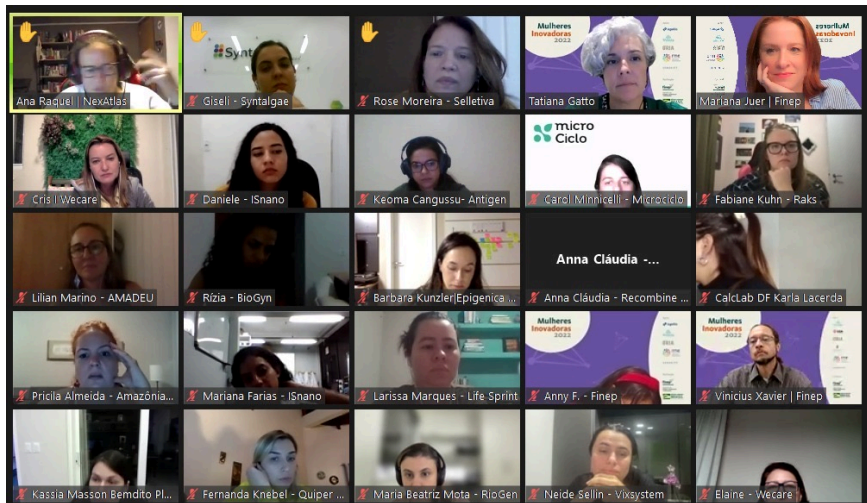 Synt
Mulheres
Inovadoras
2022
Mulheres
Inovadoras
2022
Ana Raquel | NexAtlas
Giseli - Syntalgae
Rose Moreira - Selletiva
Tatiana Gatto
Mariana Juer | Finep
micro
Ciclo
Cris I Wecare
Daniele - ISnano
Keoma Cangussu - Antigen
Carol Minnicelli - Microciclo
Fabiane Kuhn - Raks
Anna Cláudia -...
Lilian Marino - AMADEU
Rízia - BioGyn
Barbara Kunzler|Epigenica ...
Anna Cláudia - Recombine ...
CalcLab DF Karla Lacerda
Mulheres
Inovadoras
2022
Mulheres
Inovadoras
2022
Pricila Almeida - Amazônia...
Mariana Farias - ISnano
Larissa Marques - Life Sprint
Anny F. - Finep
Vinicius Xavier | Finep
Kassia Masson Bemdito Pl...
Fernanda Knebel - Quiper ...
Maria Beatriz Mota - RioGen
Neide Sellin - Vixsystem
Elaine - Wecare